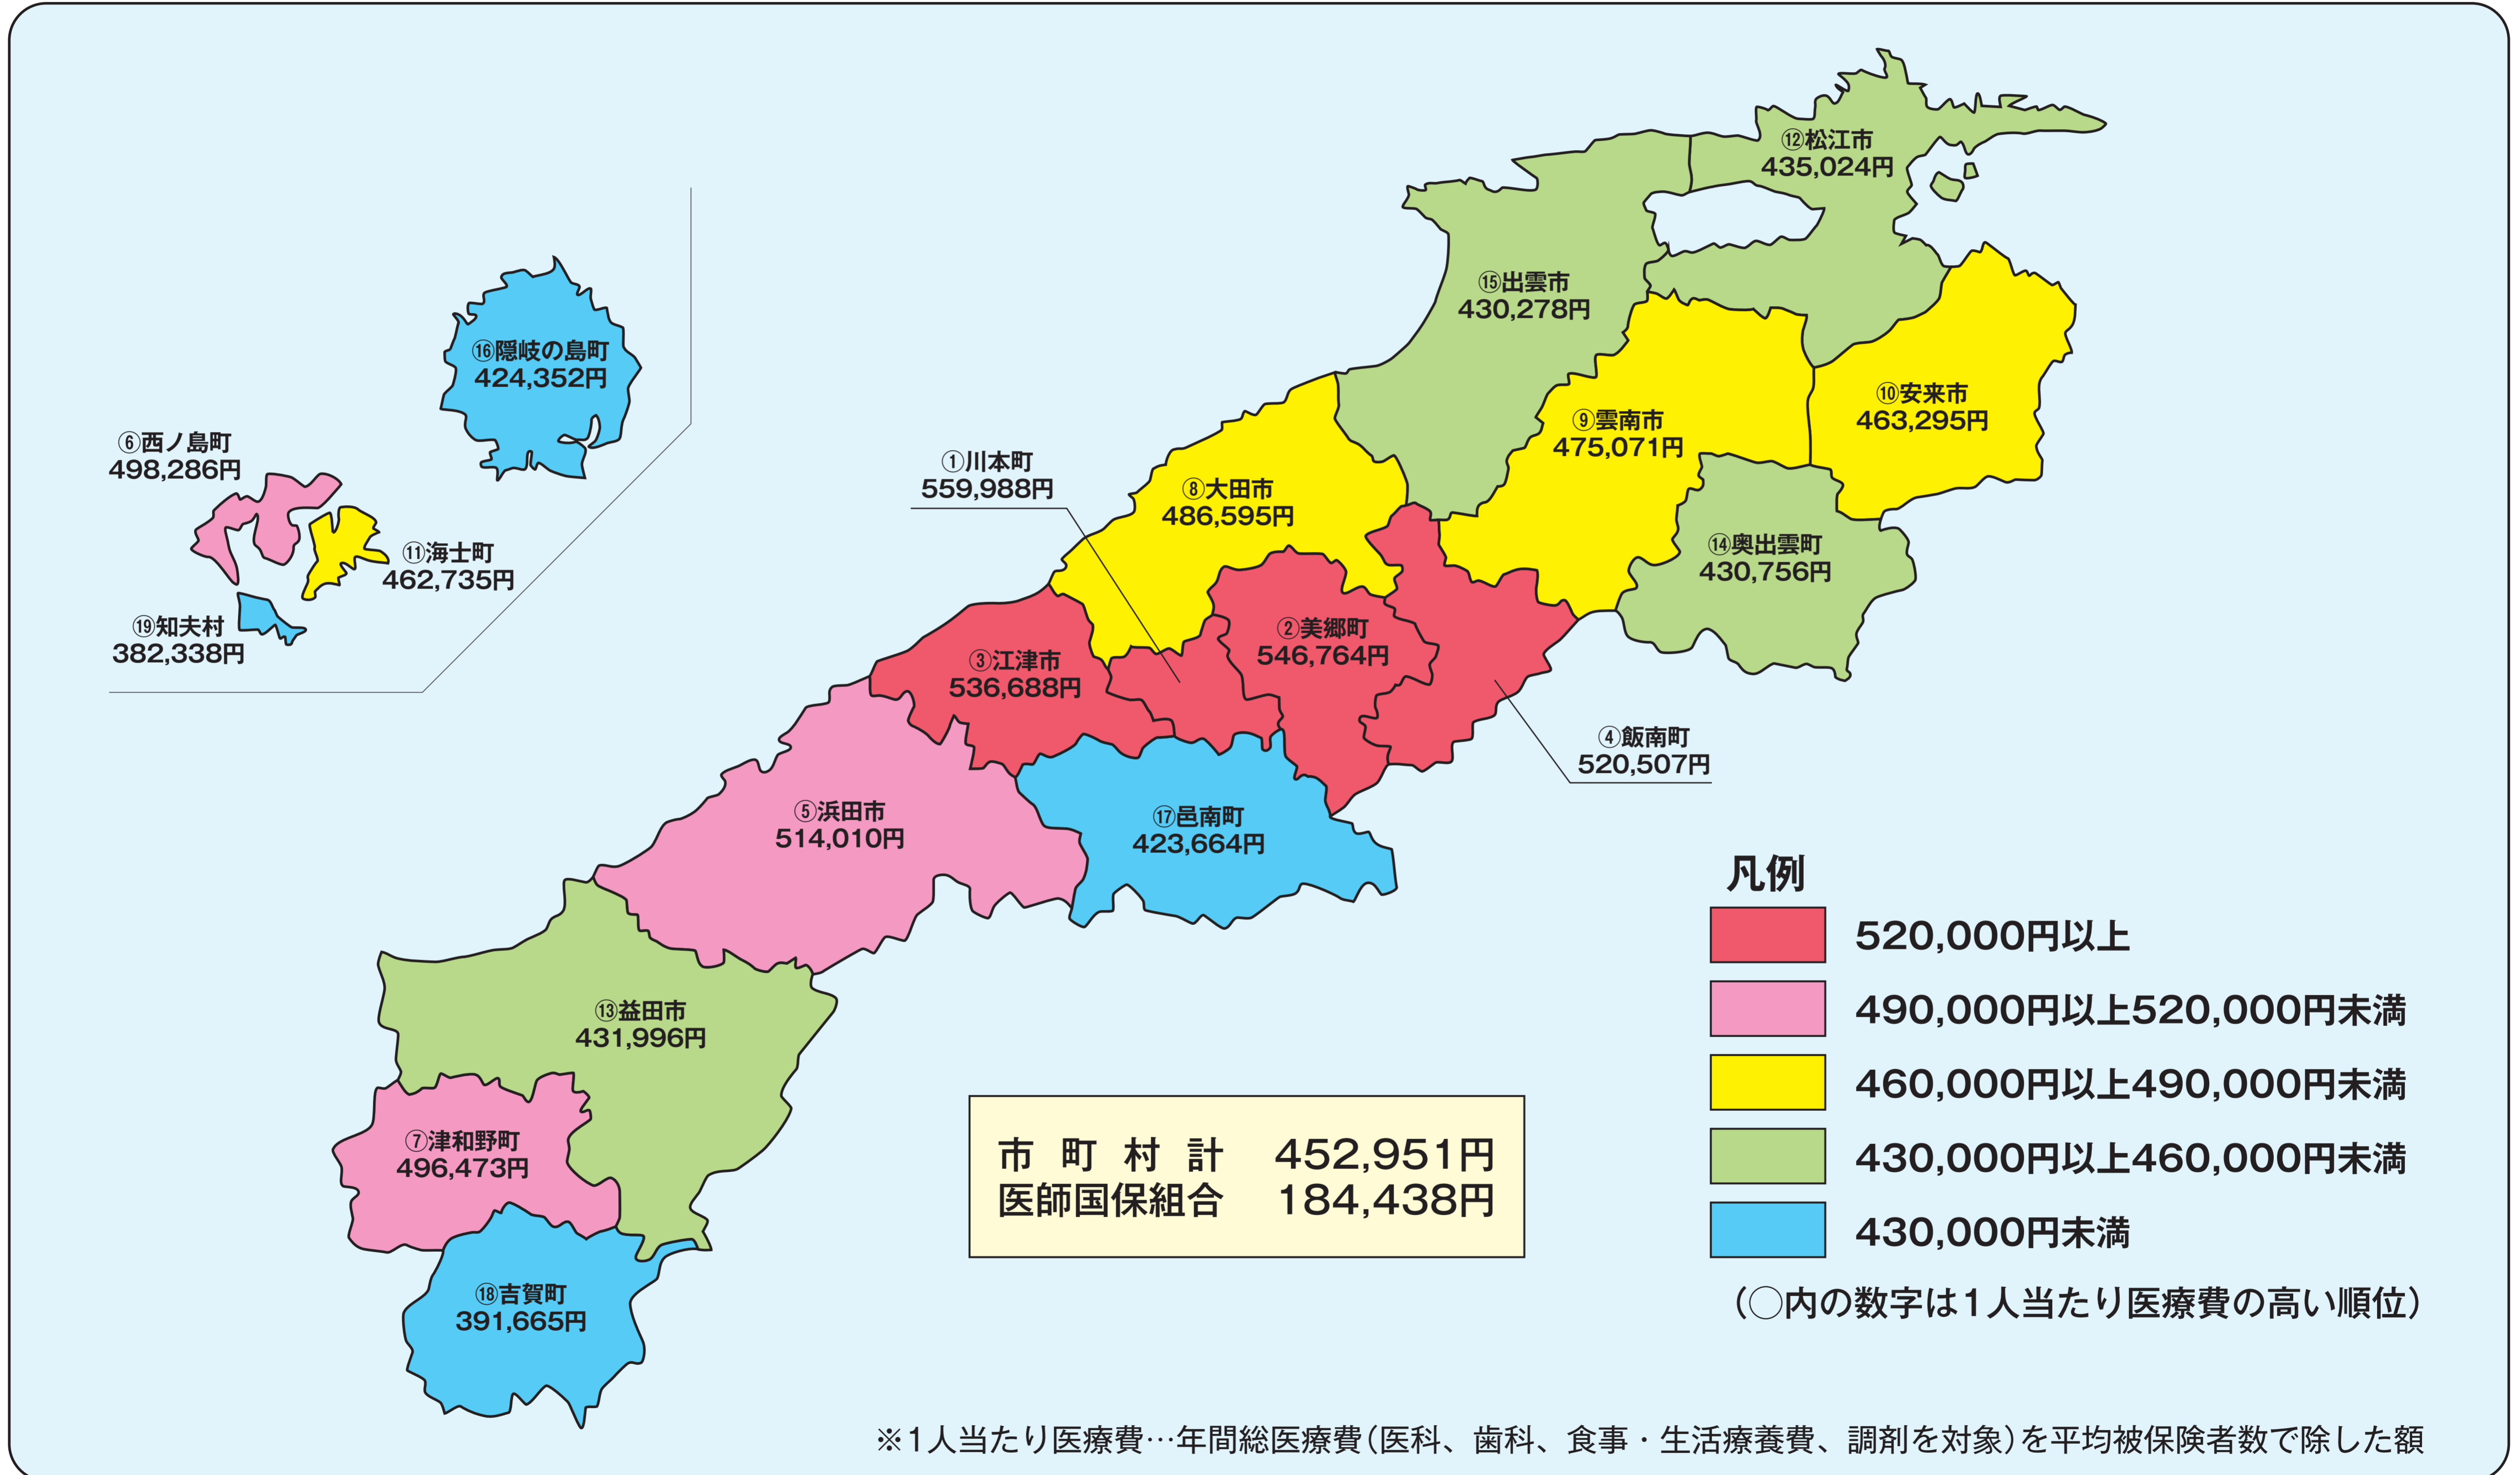 ⑫松江市
435,024円
⑮出雲市
430,278円
⑯隠岐の島町
424,352円
⑩安来市
463,295円
⑨雲南市
475,071円
⑥西ノ島町
498,286円
①川本町
559,988円
⑧大田市
486,595円
⑪海士町
462,735円
⑭奥出雲町
430,756円
⑲知夫村
382,338円
②美郷町
546,764円
③江津市
536,688円
④飯南町
520,507円
⑤浜田市
514,010円
⑰邑南町
423,664円
⑬益田市
431,996円
⑦津和野町
496,473円
⑱吉賀町
391,665円
市町村計 452,951円
医師国保組合 184,438円
凡例
520,000円以上
490,000円以上520,000円未満
460,000円以上490,000円未満
430,000円以上460,000円未満
430,000円未満
（◯内の数字は1人当たり医療費の高い順位）
※1人当たり医療費…年間総医療費（医科、歯科、食事・生活療養費、調剤を対象）を平均被保険者数で除した額